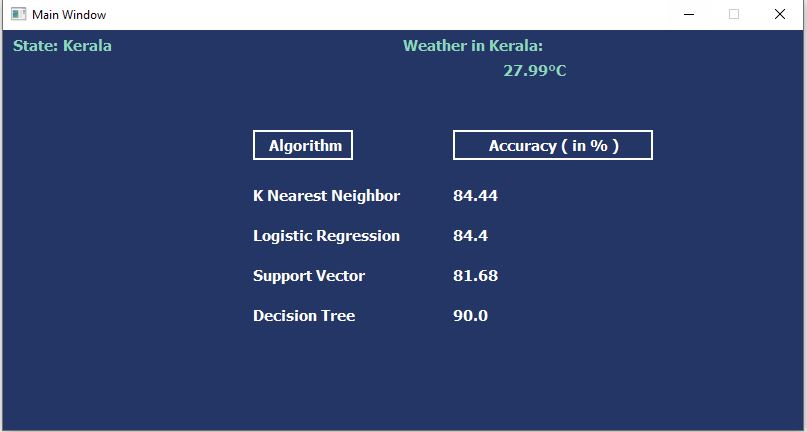 Main Window
State: Kerala
Weather in Kerala:
27.99°C
Algorithm
Accuracy ( in % )
K Nearest Neighbor
84.44
Logistic Regression
84.4
Support Vector
81.68
Decision Tree
90.0